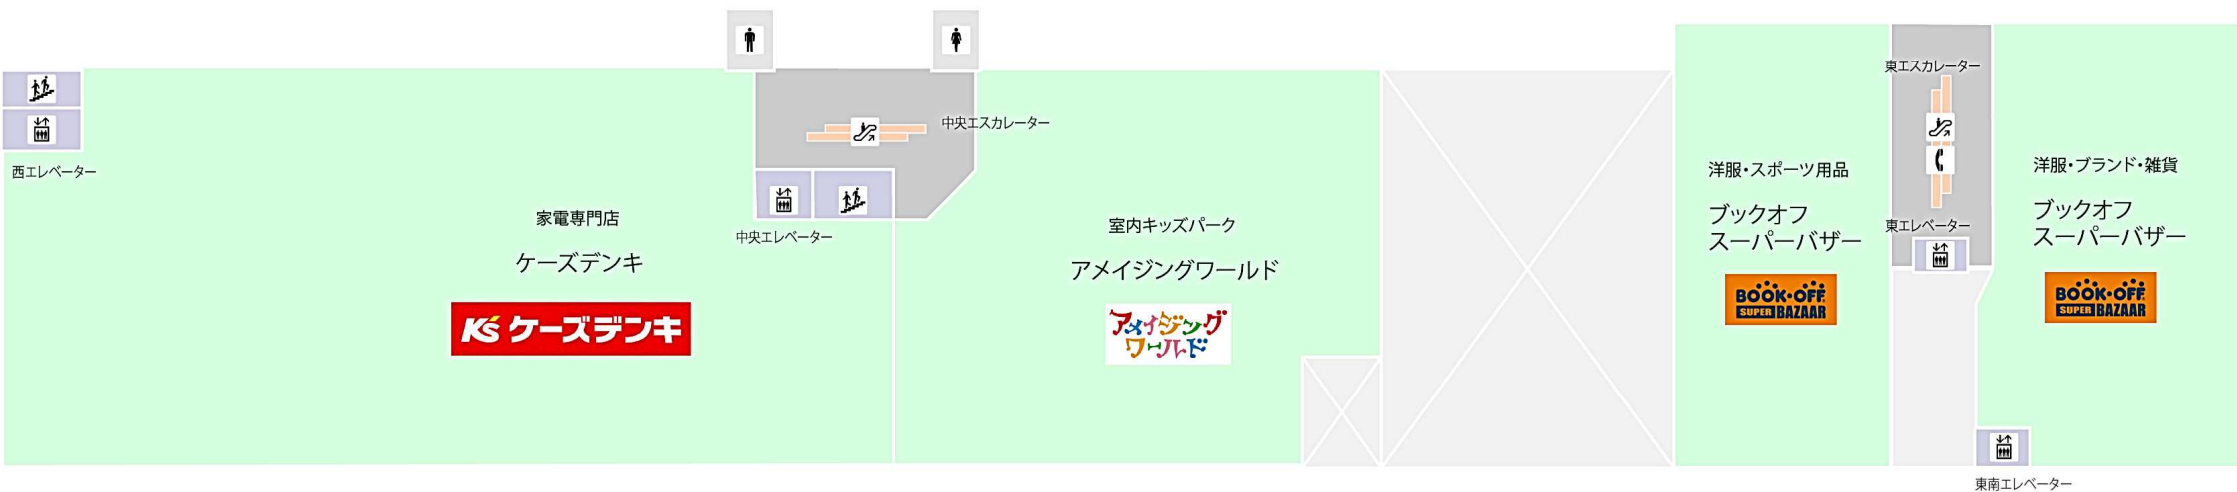 西エレベーター
家電専門店
ケーズデンキ
K's ケーズデンキ
中央エスカレーター
中央エレベーター
室内キッズパーク
アメイジングワールド
アメイジング
ワールド
洋服・スポーツ用品
ブックオフ
スーパーバザー
BOOK・OFF
SUPER BAZAAR
東エスカレーター
東エレベーター
洋服・ブランド・雑貨
ブックオフ
スーパーバザー
BOOK・OFF
SUPER BAZAAR
東南エレベーター